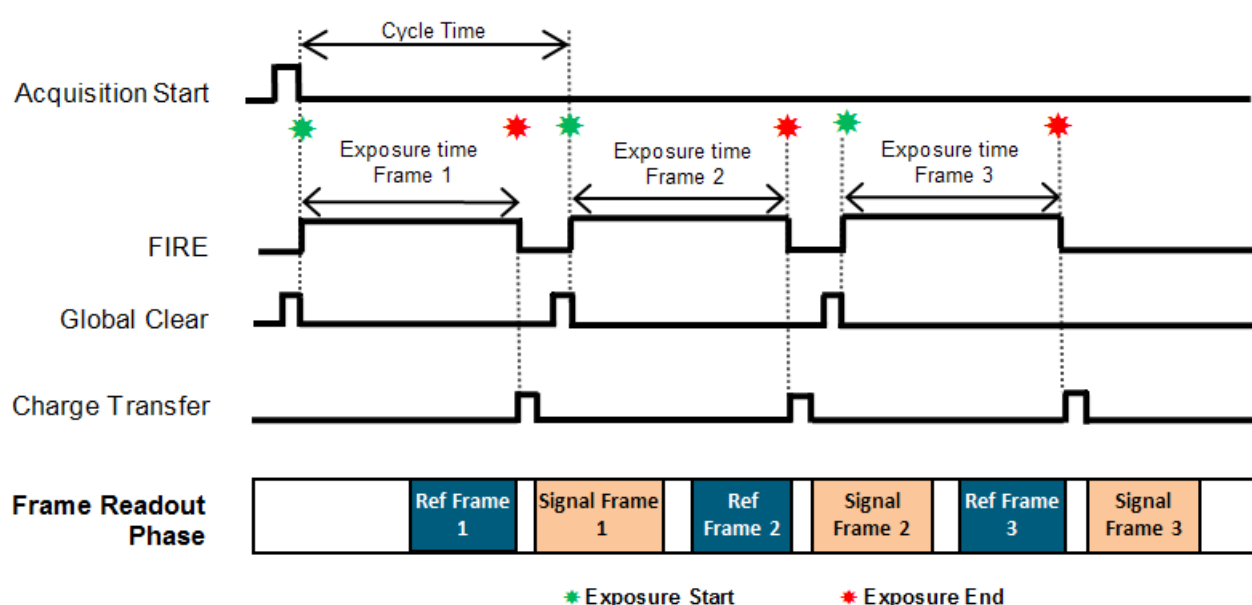 Cycle Time
Acquisition Start
Exposure time
Frame 1
Exposure time
Frame 2
Exposure time
Frame 3
FIRE
Global Clear
Charge Transfer
Frame Readout
Phase
Ref Frame
1
Signal Frame
1
Ref
Frame 2
Signal
Frame 2
Ref Frame
3
Signal
Frame 3
Exposure Start
Exposure End